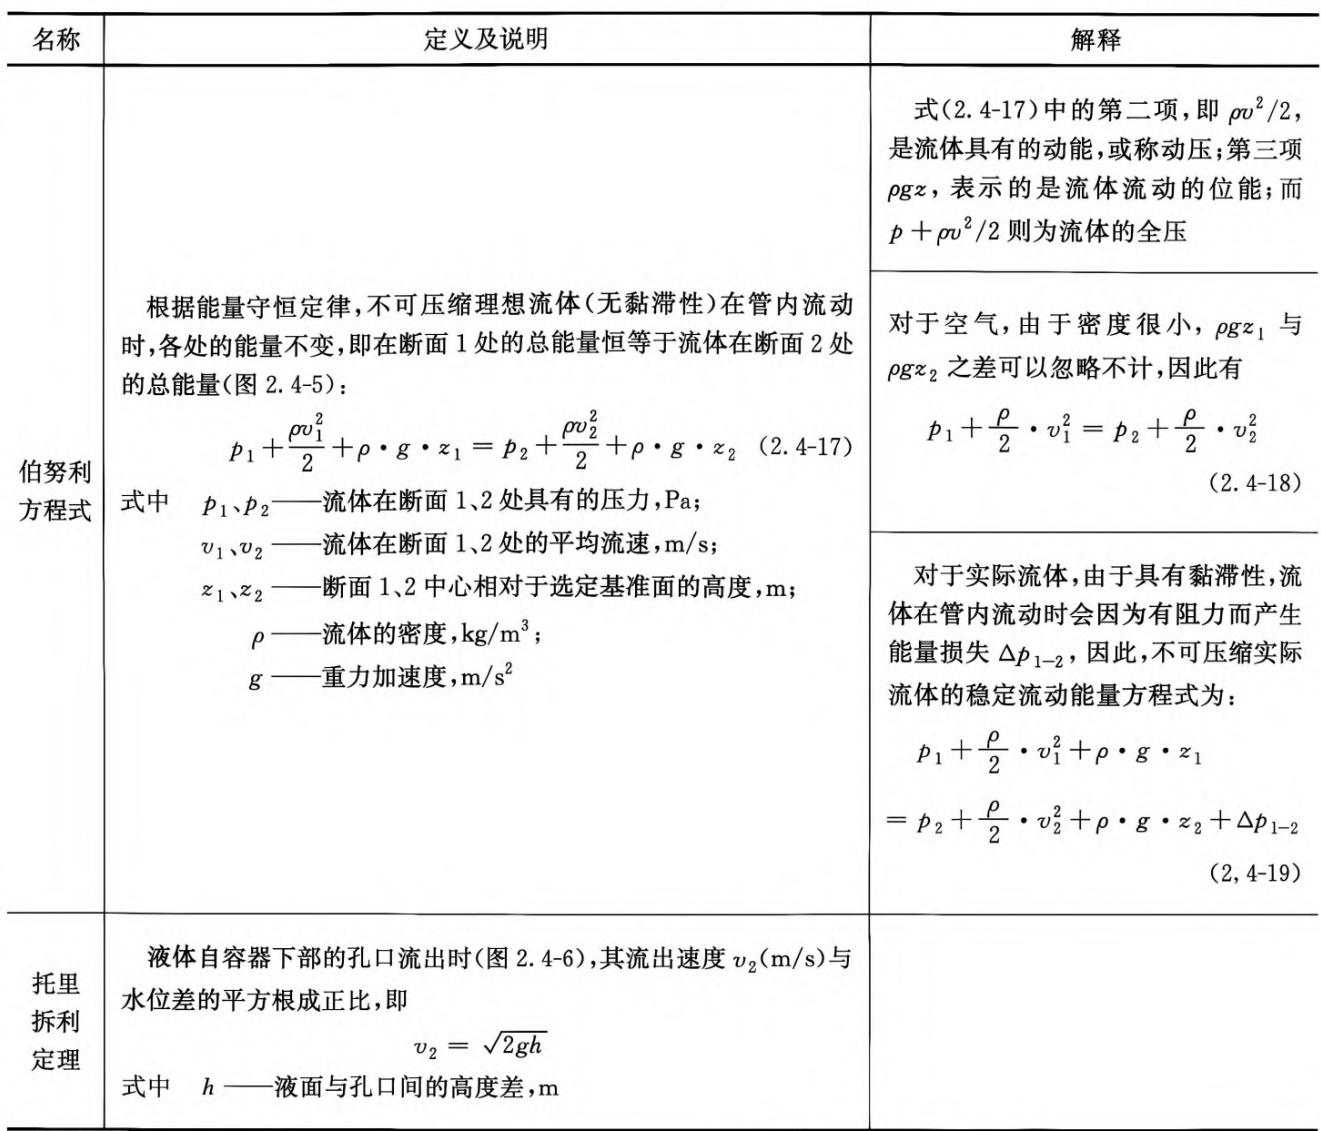 名称
定义及说明
解释
伯努利
方程式
根据能量守恒定律,不可压缩理想流体(无黏滞性)在管内流动
时,各处的能量不变,即在断面 1 处的总能量恒等于流体在断面 2 处
的总能量(图 2.4-5):
p₁+ρv₁²/2+ρ·g·z₁=p₂+ρv₂²/2+ρ·g·z₂ (2.4-17)
式中 p₁、p₂——流体在断面 1、2 处具有的压力,Pa;
v₁、v₂——流体在断面 1、2 处的平均流速,m/s;
z₁、z₂——断面 1、2 中心相对于选定基准面的高度,m;
ρ——流体的密度,kg/m³;
g——重力加速度,m/s²
式(2.4-17)中的第二项,即 ρv²/2,
是流体具有的动能,或称动压;第三项
ρgz,表示的是流体流动的位能;而
p+ρv²/2 则为流体的全压
对于空气,由于密度很小,ρgz₁ 与
ρgz₂ 之差可以忽略不计,因此有
p₁+ρ/2·v₁²=p₂+ρ/2·v₂²
(2.4-18)
对于实际流体,由于具有黏滞性,流
体在管内流动时会因为有阻力而产生
能量损失 Δp₁₋₂,因此,不可压缩实际
流体的稳定流动能量方程式为:
p₁+ρ/2·v₁²+ρ·g·z₁
=p₂+ρ/2·v₂²+ρ·g·z₂+Δp₁₋₂
(2,4-19)
托里
拆利
定理
液体自容器下部的孔口流出时(图 2.4-6),其流出速度 v₂(m/s)与
水位差的平方根成正比,即
v₂=√2gh
式中 h——液面与孔口间的高度差,m